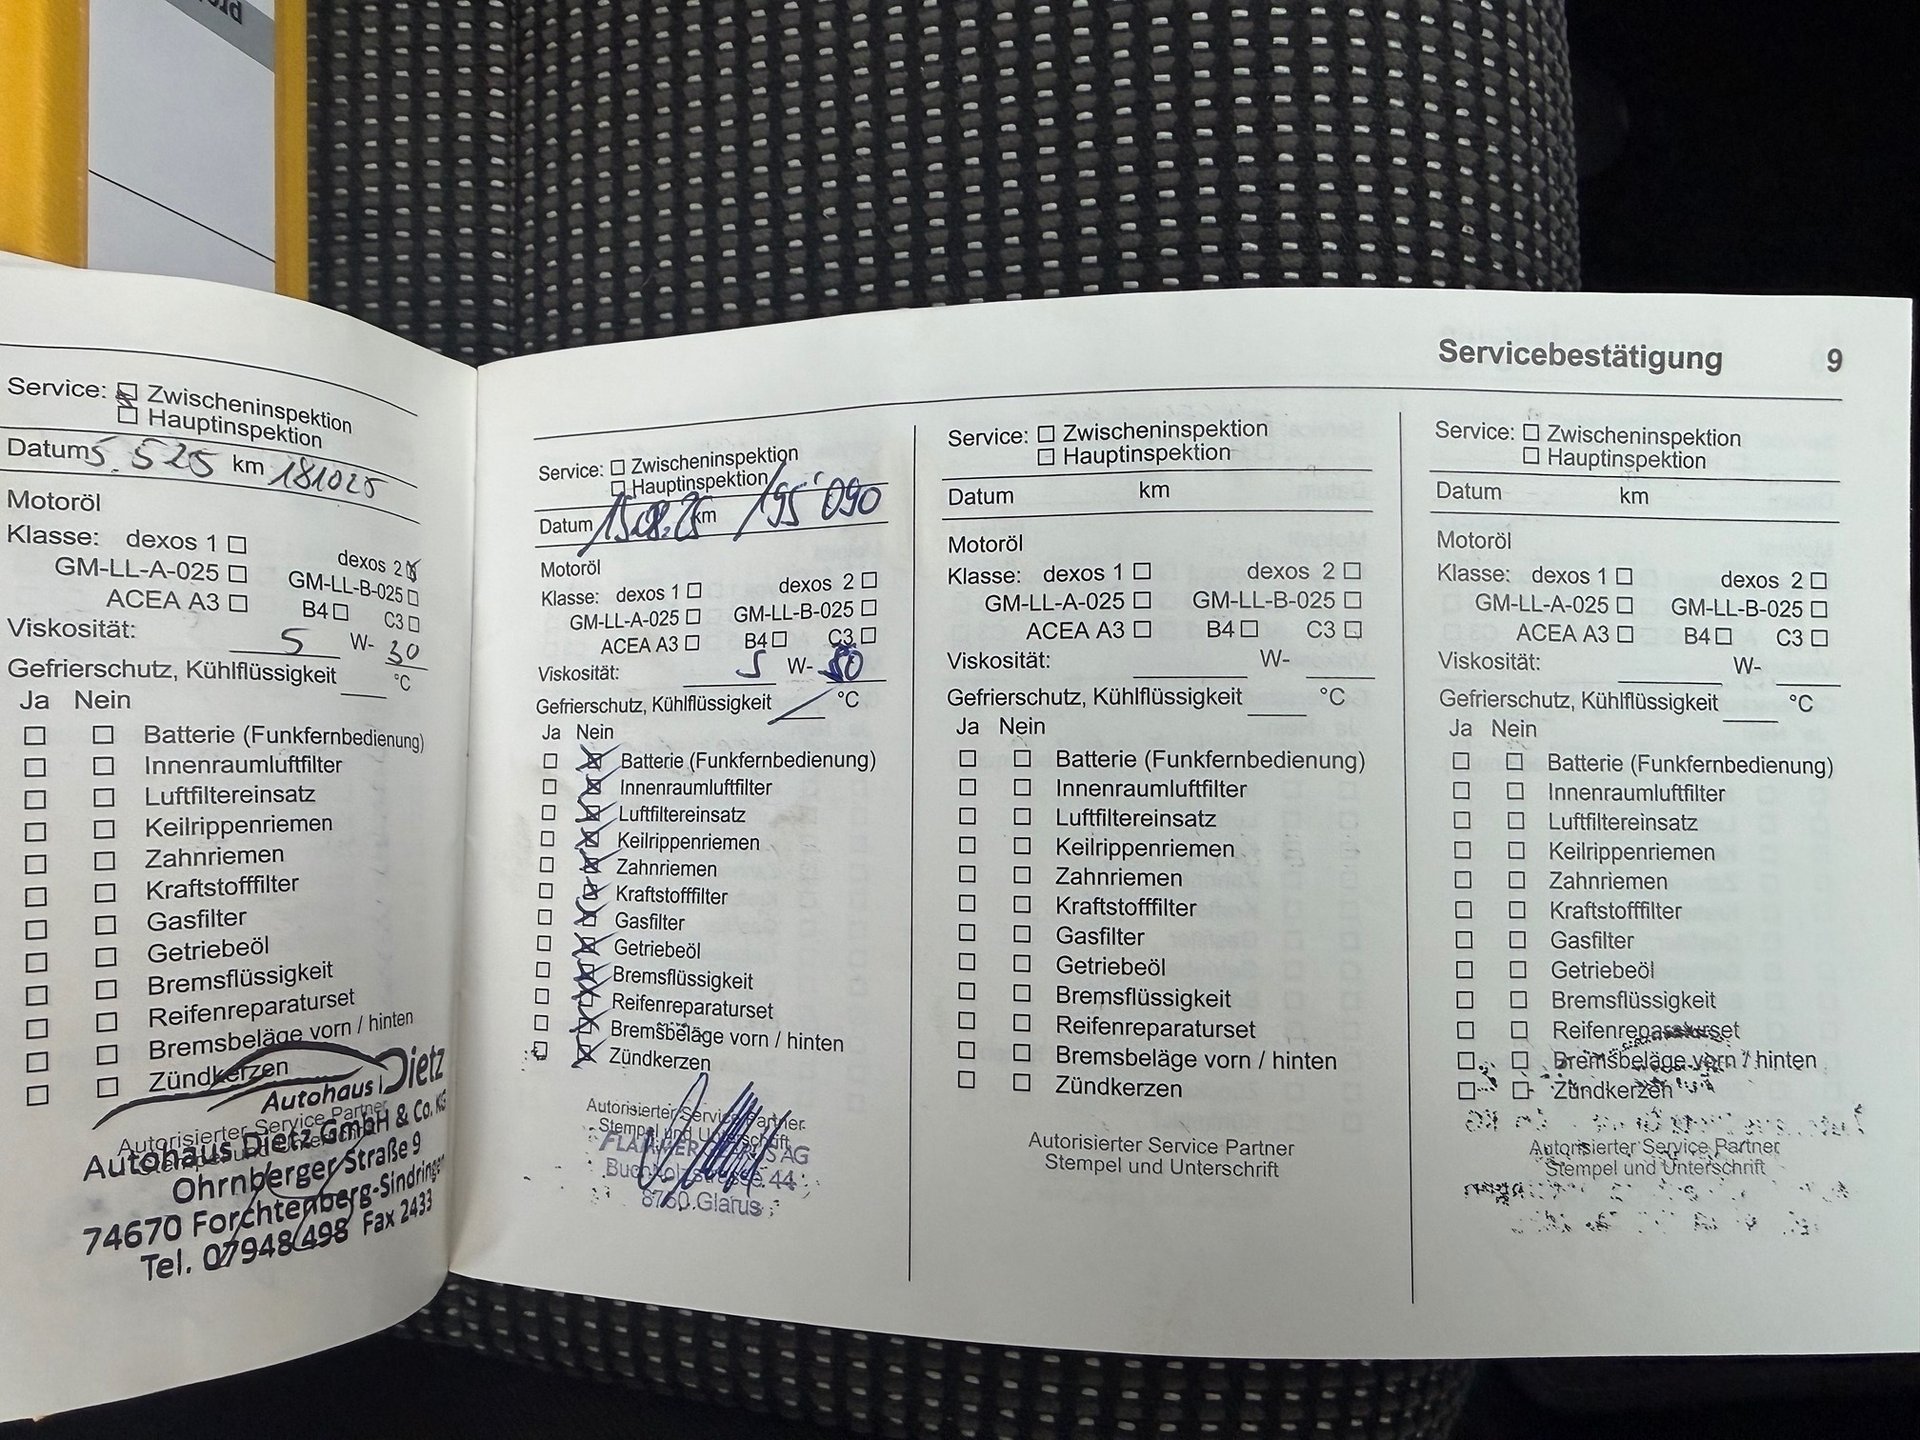 Servicebestätigung 9
Service: Zwischeninspektion
Hauptinspektion
Datum 5.5 25 km 181025
Motoröl
Klasse: dexos 1 dexos 2
GM-LL-A-025 GM-LL-B-025
ACEA A3 B4 C3
Viskosität: 5 W- 30
Gefrierschutz, Kühlflüssigkeit °C
Ja Nein
Batterie (Funkfernbedienung)
Innenraumluftfilter
Luftfiltereinsatz
Keilrippenriemen
Zahnriemen
Kraftstofffilter
Gasfilter
Getriebeöl
Bremsflüssigkeit
Reifenreparaturset
Bremsbeläge vorn / hinten
Zündkerzen
Autohaus Dietz
Autorisierter Service Partner
Stempel und Unterschrift
Autohaus Dietz GmbH & Co. KG
Ohrnberger Straße 9
74670 Forchtenberg-Sindringen
Tel. 07948/498 Fax 2433
Service: Zwischeninspektion
Hauptinspektion
Datum km 195'090
Motoröl
Klasse: dexos 1 dexos 2
GM-LL-A-025 GM-LL-B-025
ACEA A3 B4 C3
Viskosität: 5 W-
Gefrierschutz, Kühlflüssigkeit °C
Ja Nein
Batterie (Funkfernbedienung)
Innenraumluftfilter
Luftfiltereinsatz
Keilrippenriemen
Zahnriemen
Kraftstofffilter
Gasfilter
Getriebeöl
Bremsflüssigkeit
Reifenreparaturset
Bremsbeläge vorn / hinten
Zündkerzen
Autorisierter Service Partner
Stempel und Unterschrift
AG
Buchholzstrasse 44
8750 Glarus
Service: Zwischeninspektion
Hauptinspektion
Datum km
Motoröl
Klasse: dexos 1 dexos 2
GM-LL-A-025 GM-LL-B-025
ACEA A3 B4 C3
Viskosität: W-
Gefrierschutz, Kühlflüssigkeit °C
Ja Nein
Batterie (Funkfernbedienung)
Innenraumluftfilter
Luftfiltereinsatz
Keilrippenriemen
Zahnriemen
Kraftstofffilter
Gasfilter
Getriebeöl
Bremsflüssigkeit
Reifenreparaturset
Bremsbeläge vorn / hinten
Zündkerzen
Autorisierter Service Partner
Stempel und Unterschrift
Service: Zwischeninspektion
Hauptinspektion
Datum km
Motoröl
Klasse: dexos 1 dexos 2
GM-LL-A-025 GM-LL-B-025
ACEA A3 B4 C3
Viskosität: W-
Gefrierschutz, Kühlflüssigkeit °C
Ja Nein
Batterie (Funkfernbedienung)
Innenraumluftfilter
Luftfiltereinsatz
Keilrippenriemen
Zahnriemen
Kraftstofffilter
Gasfilter
Getriebeöl
Bremsflüssigkeit
Reifenreparaturset
Bremsbeläge vorn / hinten
Zündkerzen
Autorisierter Service Partner
Stempel und Unterschrift